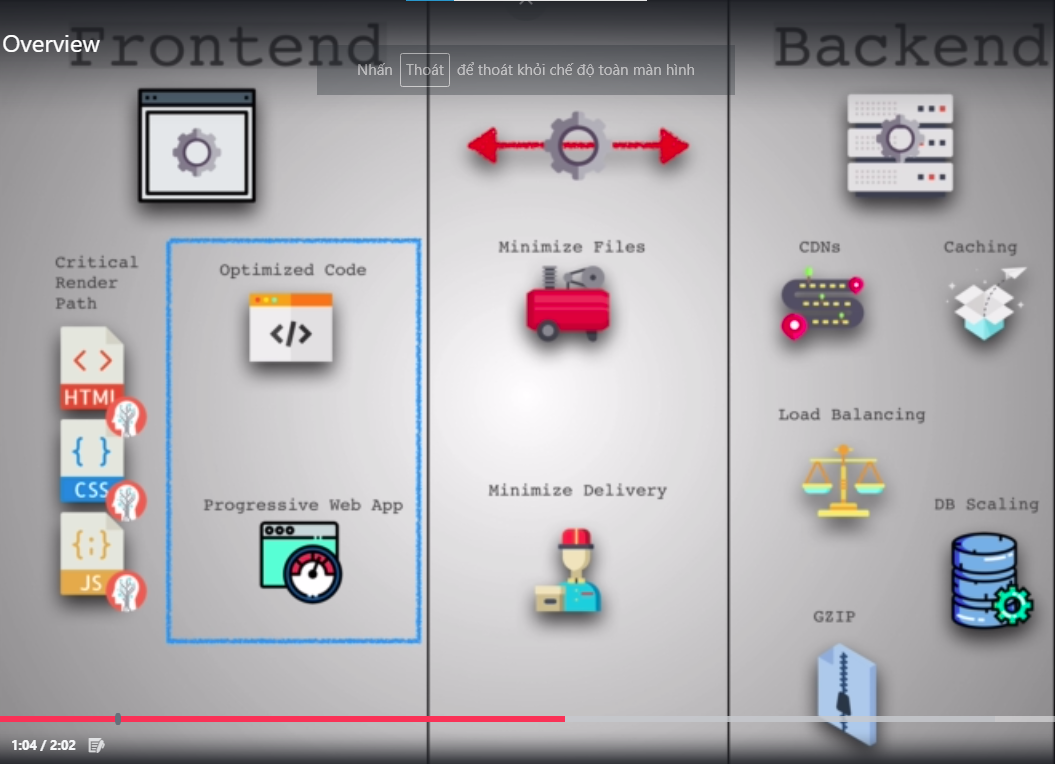 Overview
Frontend
Backend
Nhấn Thoát để thoát khỏi chế độ toàn màn hình
Critical
Render
Path
HTML
CSS
JS
Optimized Code
</>
Progressive Web App
Minimize Files
Minimize Delivery
CDNs
Caching
Load Balancing
DB Scaling
GZIP
1:04 / 2:02